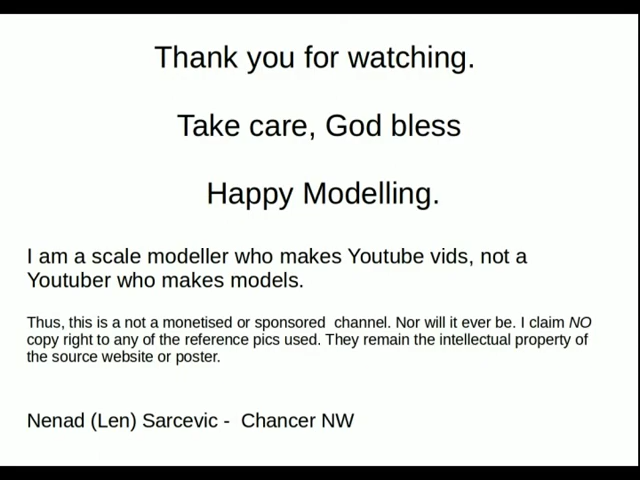 Thank you for watching.
Take care, God bless
Happy Modelling.
I am a scale modeller who makes Youtube vids, not a
Youtuber who makes models.
Thus, this is a not a monetised or sponsored  channel. Nor will it ever be. I claim NO
copy right to any of the reference pics used. They remain the intellectual property of
the source website or poster.
Nenad (Len) Sarcevic -  Chancer NW